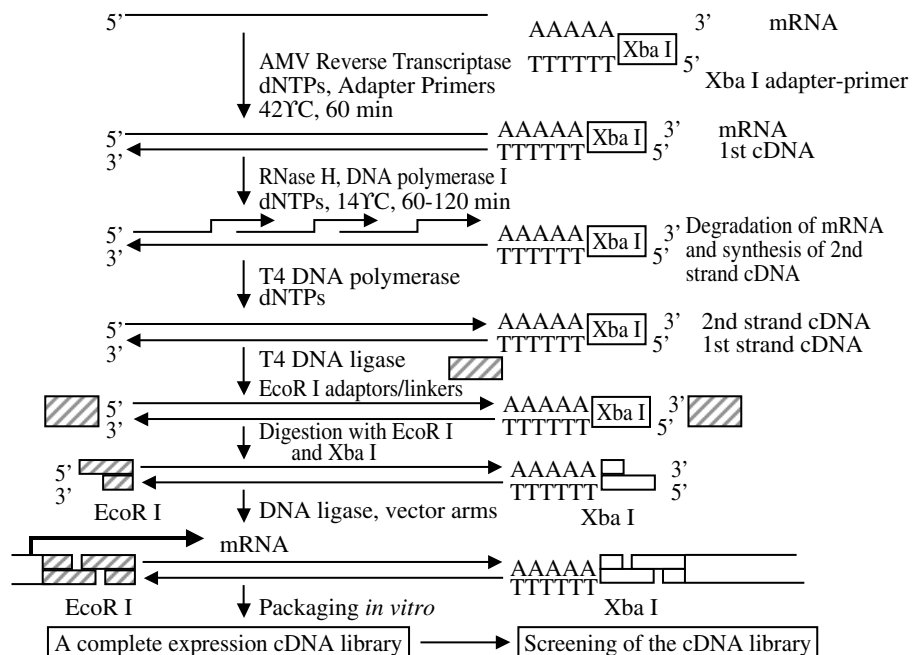 5’ AAAAA 3’ mRNA
TTTTTT Xba I 5’
Xba I adapter-primer
AMV Reverse Transcriptase
dNTPs, Adapter Primers
42ϒC, 60 min
5’ AAAAA Xba I 3’ mRNA
3’ TTTTTT 5’ 1st cDNA
RNase H, DNA polymerase I
dNTPs, 14ϒC, 60-120 min
5’ AAAAA Xba I 3’ Degradation of mRNA
3’ TTTTTT 5’ and synthesis of 2nd
strand cDNA
T4 DNA polymerase
dNTPs
5’ AAAAA Xba I 3’ 2nd strand cDNA
3’ TTTTTT 5’ 1st strand cDNA
T4 DNA ligase
EcoR I adaptors/linkers
5’ AAAAA Xba I 3’
3’ TTTTTT 5’
Digestion with EcoR I
and Xba I
5’ AAAAA 3’
3’ TTTTTT 5’
EcoR I Xba I
DNA ligase, vector arms
mRNA
AAAAA
TTTTTT
EcoR I Xba I
Packaging in vitro
A complete expression cDNA library Screening of the cDNA library